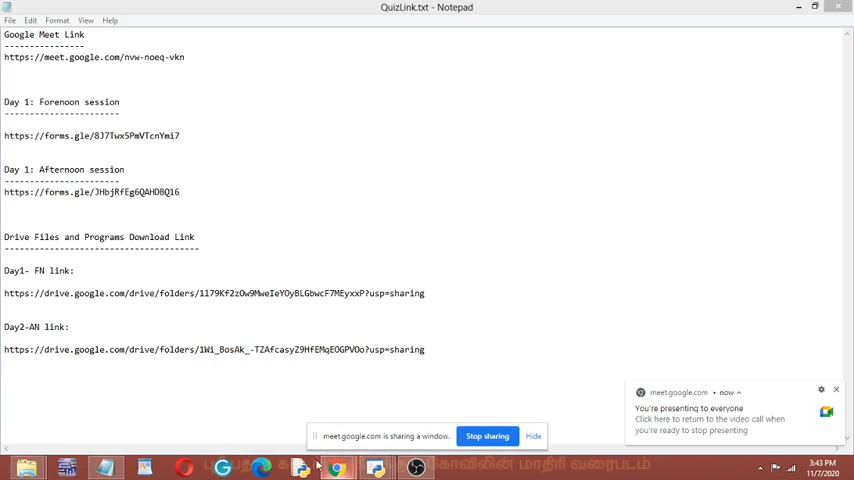 QuizLink.txt - Notepad
File Edit Format View Help
Google Meet Link
----------------
https://meet.google.com/nvw-noeq-vkn
Day 1: Forenoon session
-----------------------
https://forms.gle/8J7Twx5PmVTcnYmi7
Day 1: Afternoon session
-----------------------
https://forms.gle/JHbjRfEg6QAHDBQ16
Drive Files and Programs Download Link
---------------------------------------
Day1- FN link:
https://drive.google.com/drive/folders/1l79Kf2zOw9MweIeYOyBLGbwcF7MEyxxP?usp=sharing
Day2-AN link:
https://drive.google.com/drive/folders/1Wi_BosAk_-TZAfcasyZ9HfEMqEOGPVOo?usp=sharing
meet.google.com • now
You're presenting to everyone
Click here to return to the video call when
you're ready to stop presenting
meet.google.com is sharing a window. Stop sharing Hide
கோவிலின் மாதிரி வரைபடம்
3:43 PM
11/7/2020